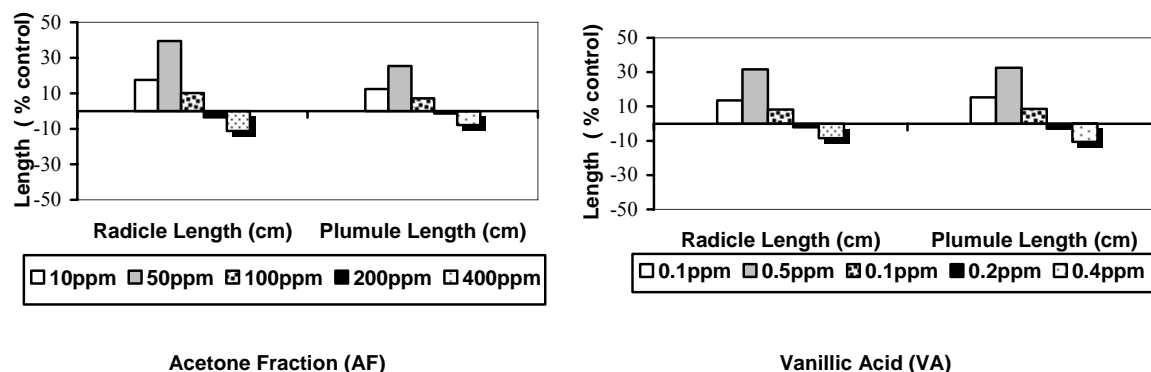 Length ( % control)
50
30
10
-10
-30
-50
Radicle Length (cm) Plumule Length (cm)
10ppm 50ppm 100ppm 200ppm 400ppm
Acetone Fraction (AF)
Length ( % control)
50
30
10
-10
-30
-50
Radicle Length (cm) Plumule Length (cm)
0.1ppm 0.5ppm 0.1ppm 0.2ppm 0.4ppm
Vanillic Acid (VA)